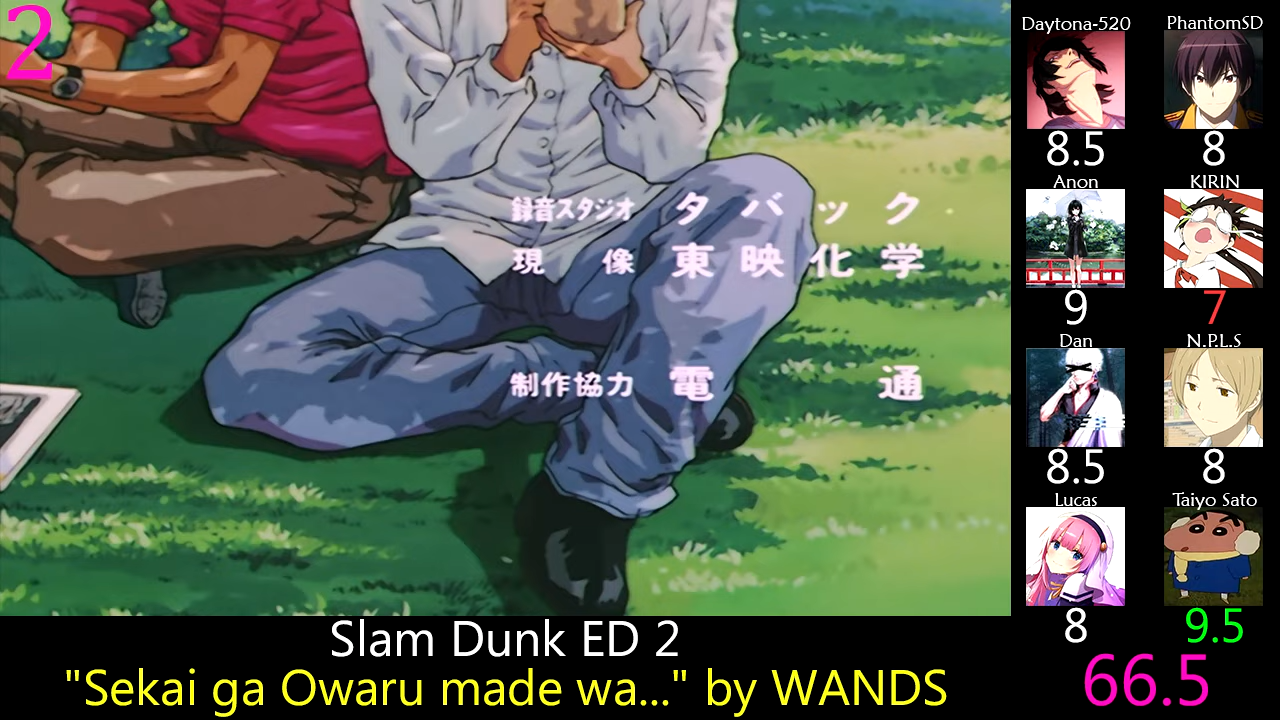 2
録音スタジオ タバック
現像 東映化学
制作協力 電通
Slam Dunk ED 2
"Sekai ga Owaru made wa..." by WANDS
Daytona-520 PhantomSD
8.5 8
Anon KIRIN
9 7
Dan N.P.L.S
8.5 8
Lucas Taiyo Sato
8 9.5
66.5